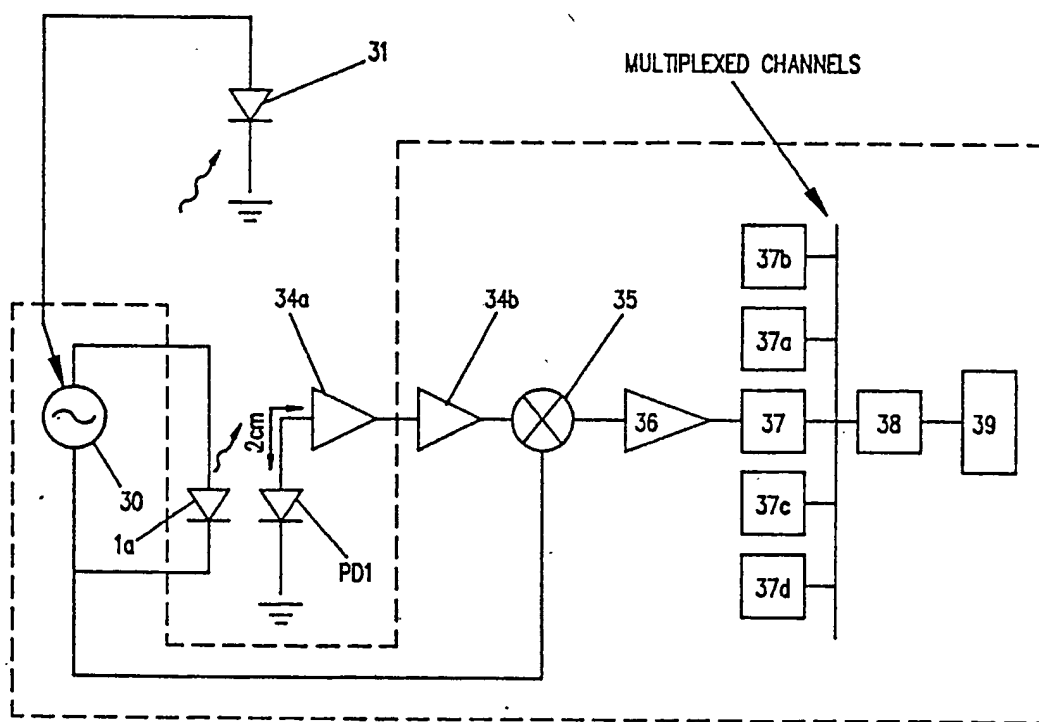 31
MULTIPLEXED CHANNELS
37b
34a
34b
35
37a
2cm
36
37
38
39
30
1a
PD1
37c
37d